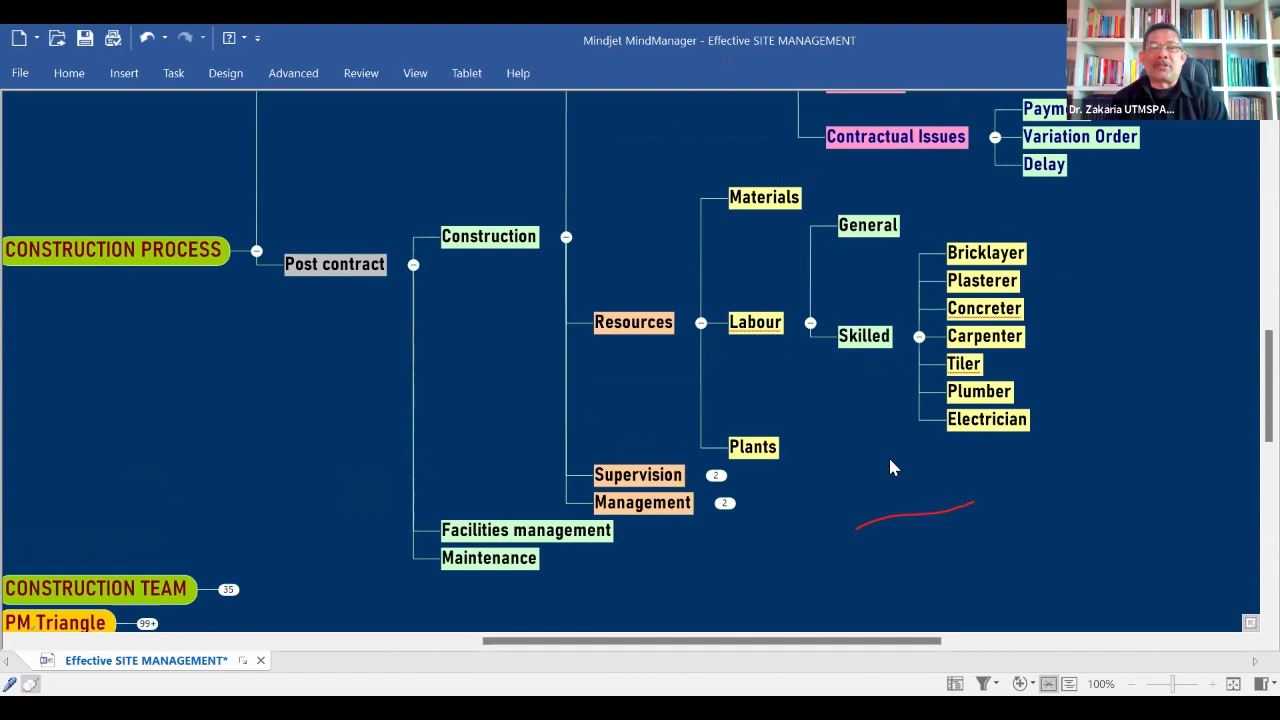 Mindjet MindManager - Effective SITE MANAGEMENT
File Home Insert Task Design Advanced Review View Tablet Help
Dr. Zakaria UTMSPA...
Paym
Contractual Issues
Variation Order
Delay
Materials
General
CONSTRUCTION PROCESS
Construction
Post contract
Bricklayer
Plasterer
Concreter
Resources
Labour
Skilled
Carpenter
Tiler
Plumber
Electrician
Plants
Supervision 2
Management 2
Facilities management
Maintenance
CONSTRUCTION TEAM 35
PM Triangle 99+
Effective SITE MANAGEMENT*
100%